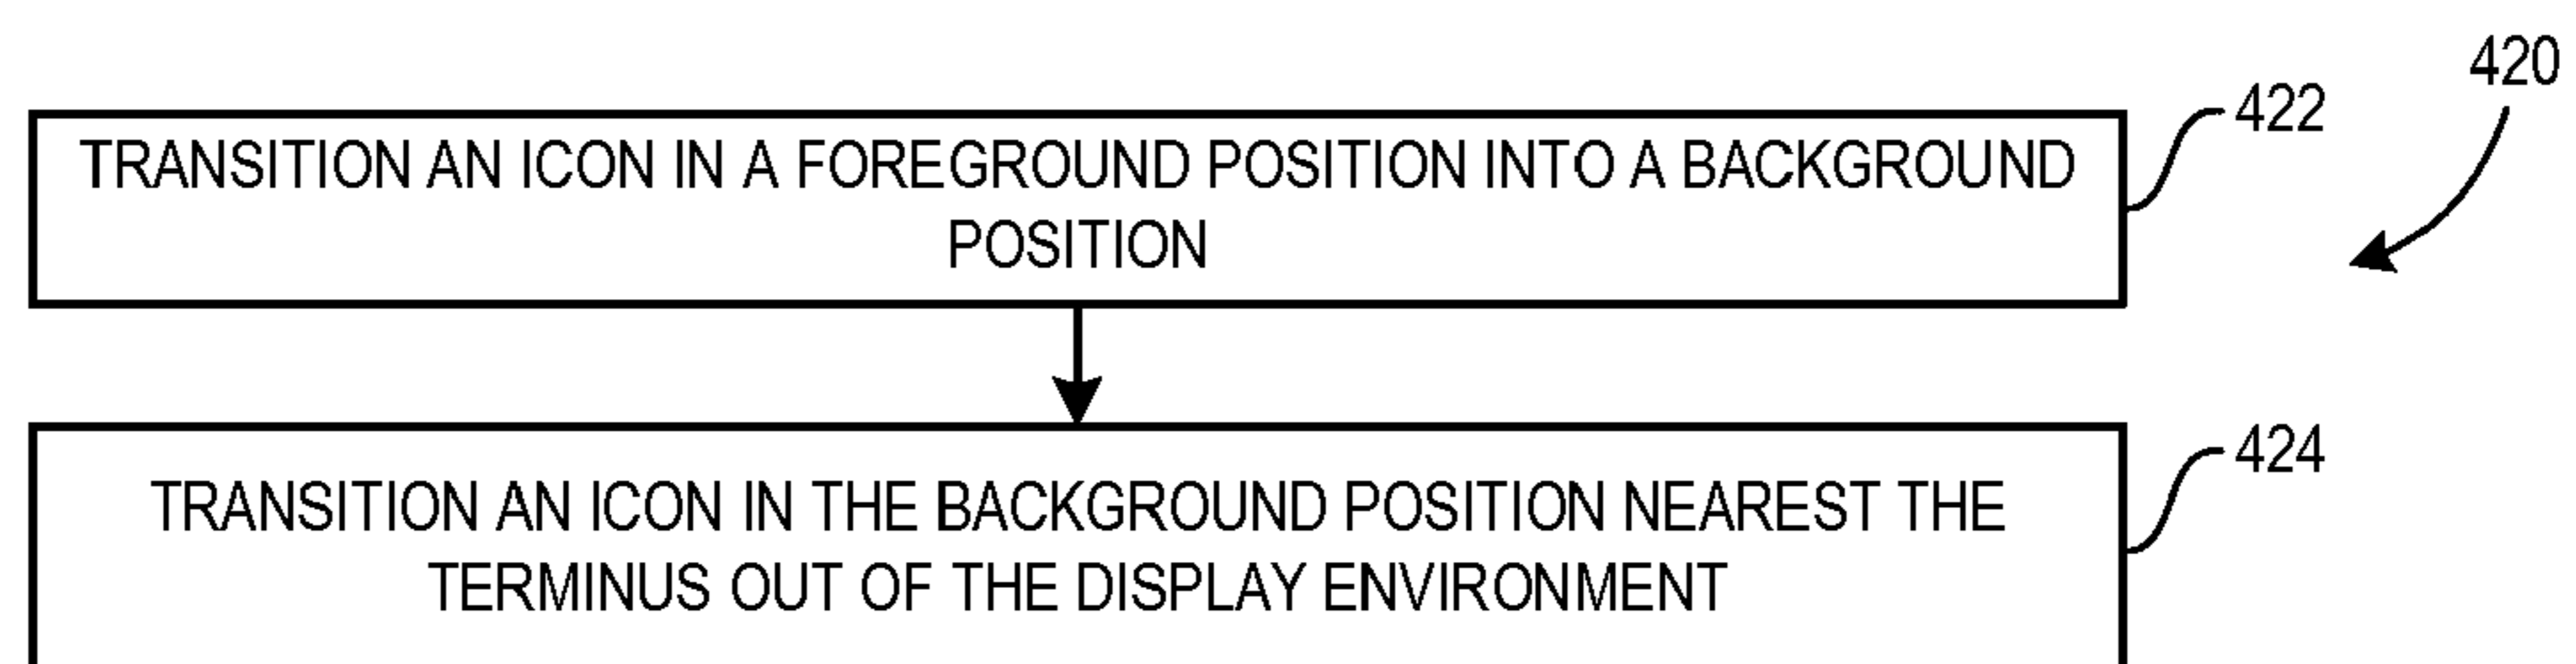 420
422
TRANSITION AN ICON IN A FOREGROUND POSITION INTO A BACKGROUND
POSITION
424
TRANSITION AN ICON IN THE BACKGROUND POSITION NEAREST THE
TERMINUS OUT OF THE DISPLAY ENVIRONMENT